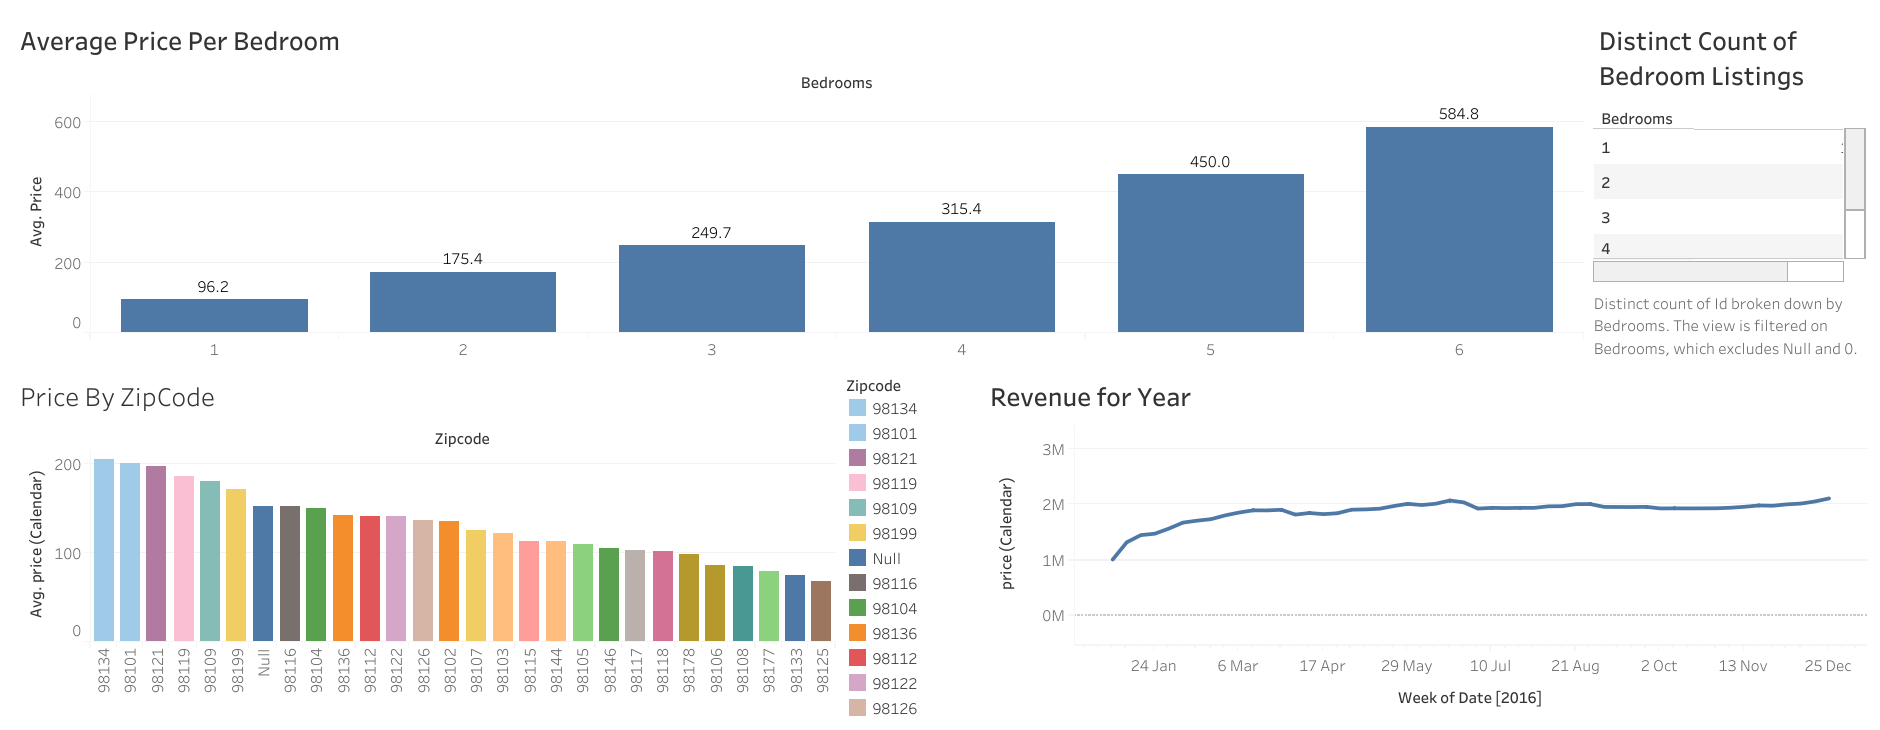 Average Price Per Bedroom
Bedrooms
Avg. Price
600
400
200
0
96.2
175.4
249.7
315.4
450.0
584.8
1
2
3
4
5
6
Distinct Count of
Bedroom Listings
Bedrooms
1
2
3
4
Distinct count of Id broken down by
Bedrooms. The view is filtered on
Bedrooms, which excludes Null and 0.
Price By ZipCode
Zipcode
Avg. price (Calendar)
200
100
0
98134
98101
98121
98119
98109
98199
Null
98116
98104
98136
98112
98122
98126
98102
98107
98103
98115
98144
98105
98146
98117
98118
98178
98106
98108
98177
98133
98125
Zipcode
98134
98101
98121
98119
98109
98199
Null
98116
98104
98136
98112
98122
98126
Revenue for Year
price (Calendar)
3M
2M
1M
0M
24 Jan
6 Mar
17 Apr
29 May
10 Jul
21 Aug
2 Oct
13 Nov
25 Dec
Week of Date [2016]